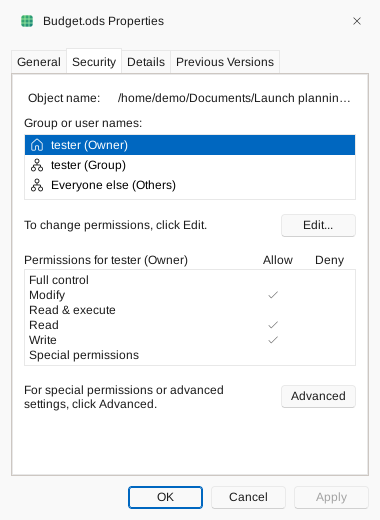 Budget.ods Properties
General Security Details Previous Versions
Object name: /home/demo/Documents/Launch plannin…
Group or user names:
tester (Owner)
tester (Group)
Everyone else (Others)
To change permissions, click Edit. Edit...
Permissions for tester (Owner) Allow Deny
Full control
Modify
Read & execute
Read
Write
Special permissions
For special permissions or advanced
settings, click Advanced. Advanced
OK Cancel Apply